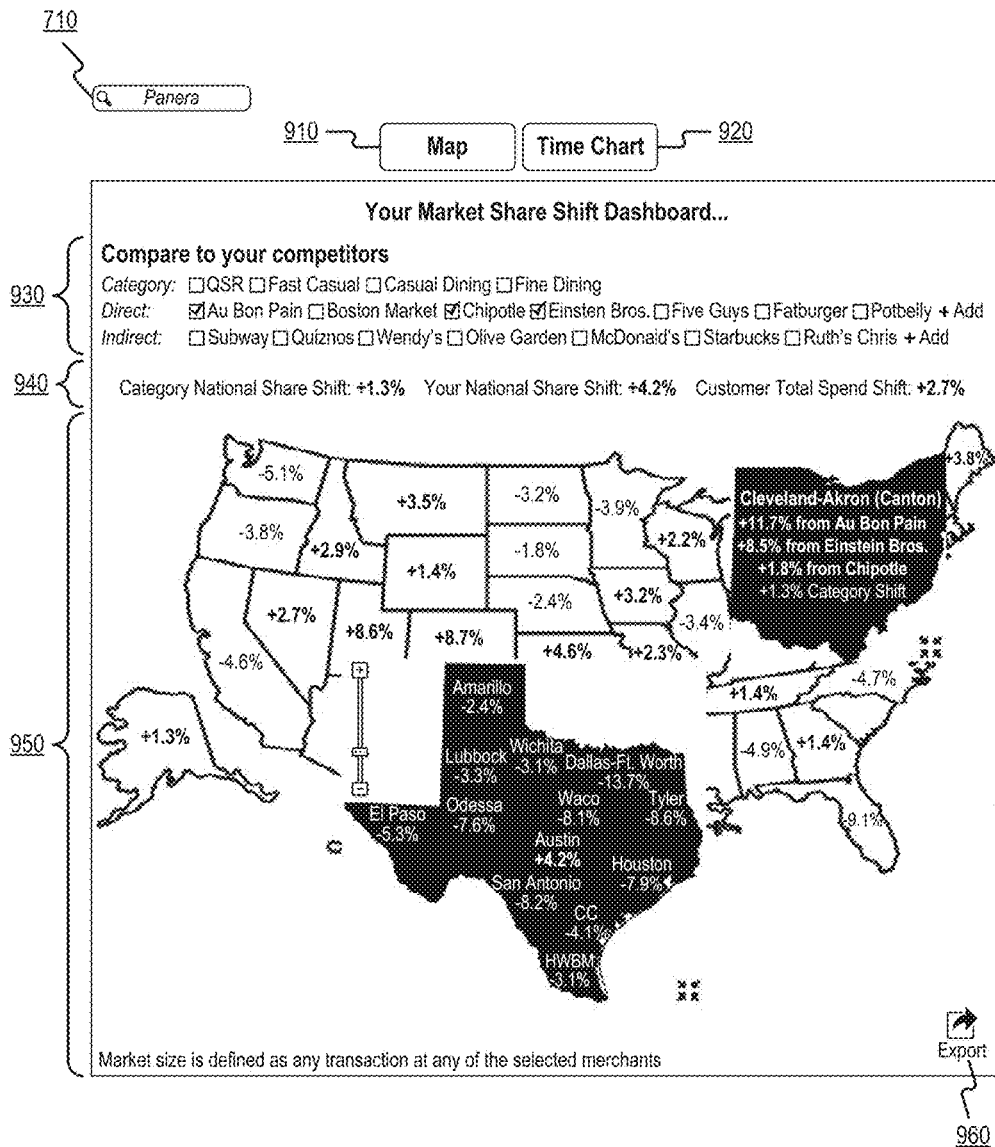 710
Panera
910 Map Time Chart 920
Your Market Share Shift Dashboard...
930
Compare to your competitors
Category: QSR Fast Casual Casual Dining Fine Dining
Direct: Au Bon Pain Boston Market Chipotle Einsten Bros. Five Guys Fatburger Potbelly + Add
Indirect: Subway Quiznos Wendy's Olive Garden McDonald's Starbucks Ruth's Chris + Add
940
Category National Share Shift: +1.3% Your National Share Shift: +4.2% Customer Total Spend Shift: +2.7%
950
-5.1%
+3.5%
-3.2%
-3.9%
+3.8%
Cleveland-Akron (Canton)
+11.7% from Au Bon Pain
+8.5% from Einstein Bros.
+1.8% from Chipotle
+1.3% Category Shift
-3.8%
+2.9%
-1.8%
+2.2%
+1.4%
-2.4%
+3.2%
-3.4%
+2.7%
+8.6%
+8.7%
+4.6%
+2.3%
-4.6%
+1.4%
-4.7%
+1.3%
-4.9%
+1.4%
-9.1%
Amarillo
-2.4%
Lubbock
-3.3%
Wichita
-3.1%
Dallas-Ft. Worth
-13.7%
El Paso
-5.3%
Odessa
-7.6%
Waco
-8.1%
Tyler
-8.6%
Austin
+4.2%
Houston
-7.9%
San Antonio
-8.2%
CC
-4.1%
HWBM
-3.1%
Market size is defined as any transaction at any of the selected merchants
Export
960